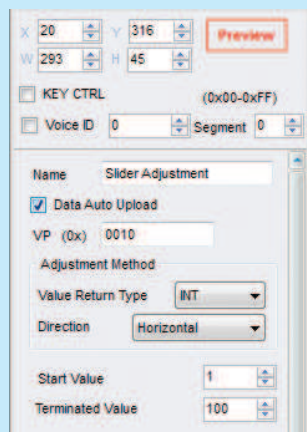 X 20 Y 316 Preview
W 293 H 45
KEY CTRL (0x00-0xFF)
Voice ID 0 Segment 0
Name Slider Adjustment
Data Auto Upload
VP (0x) 0010
Adjustment Method
Value Return Type INT
Direction Horizontal
Start Value 1
Terminated Value 100